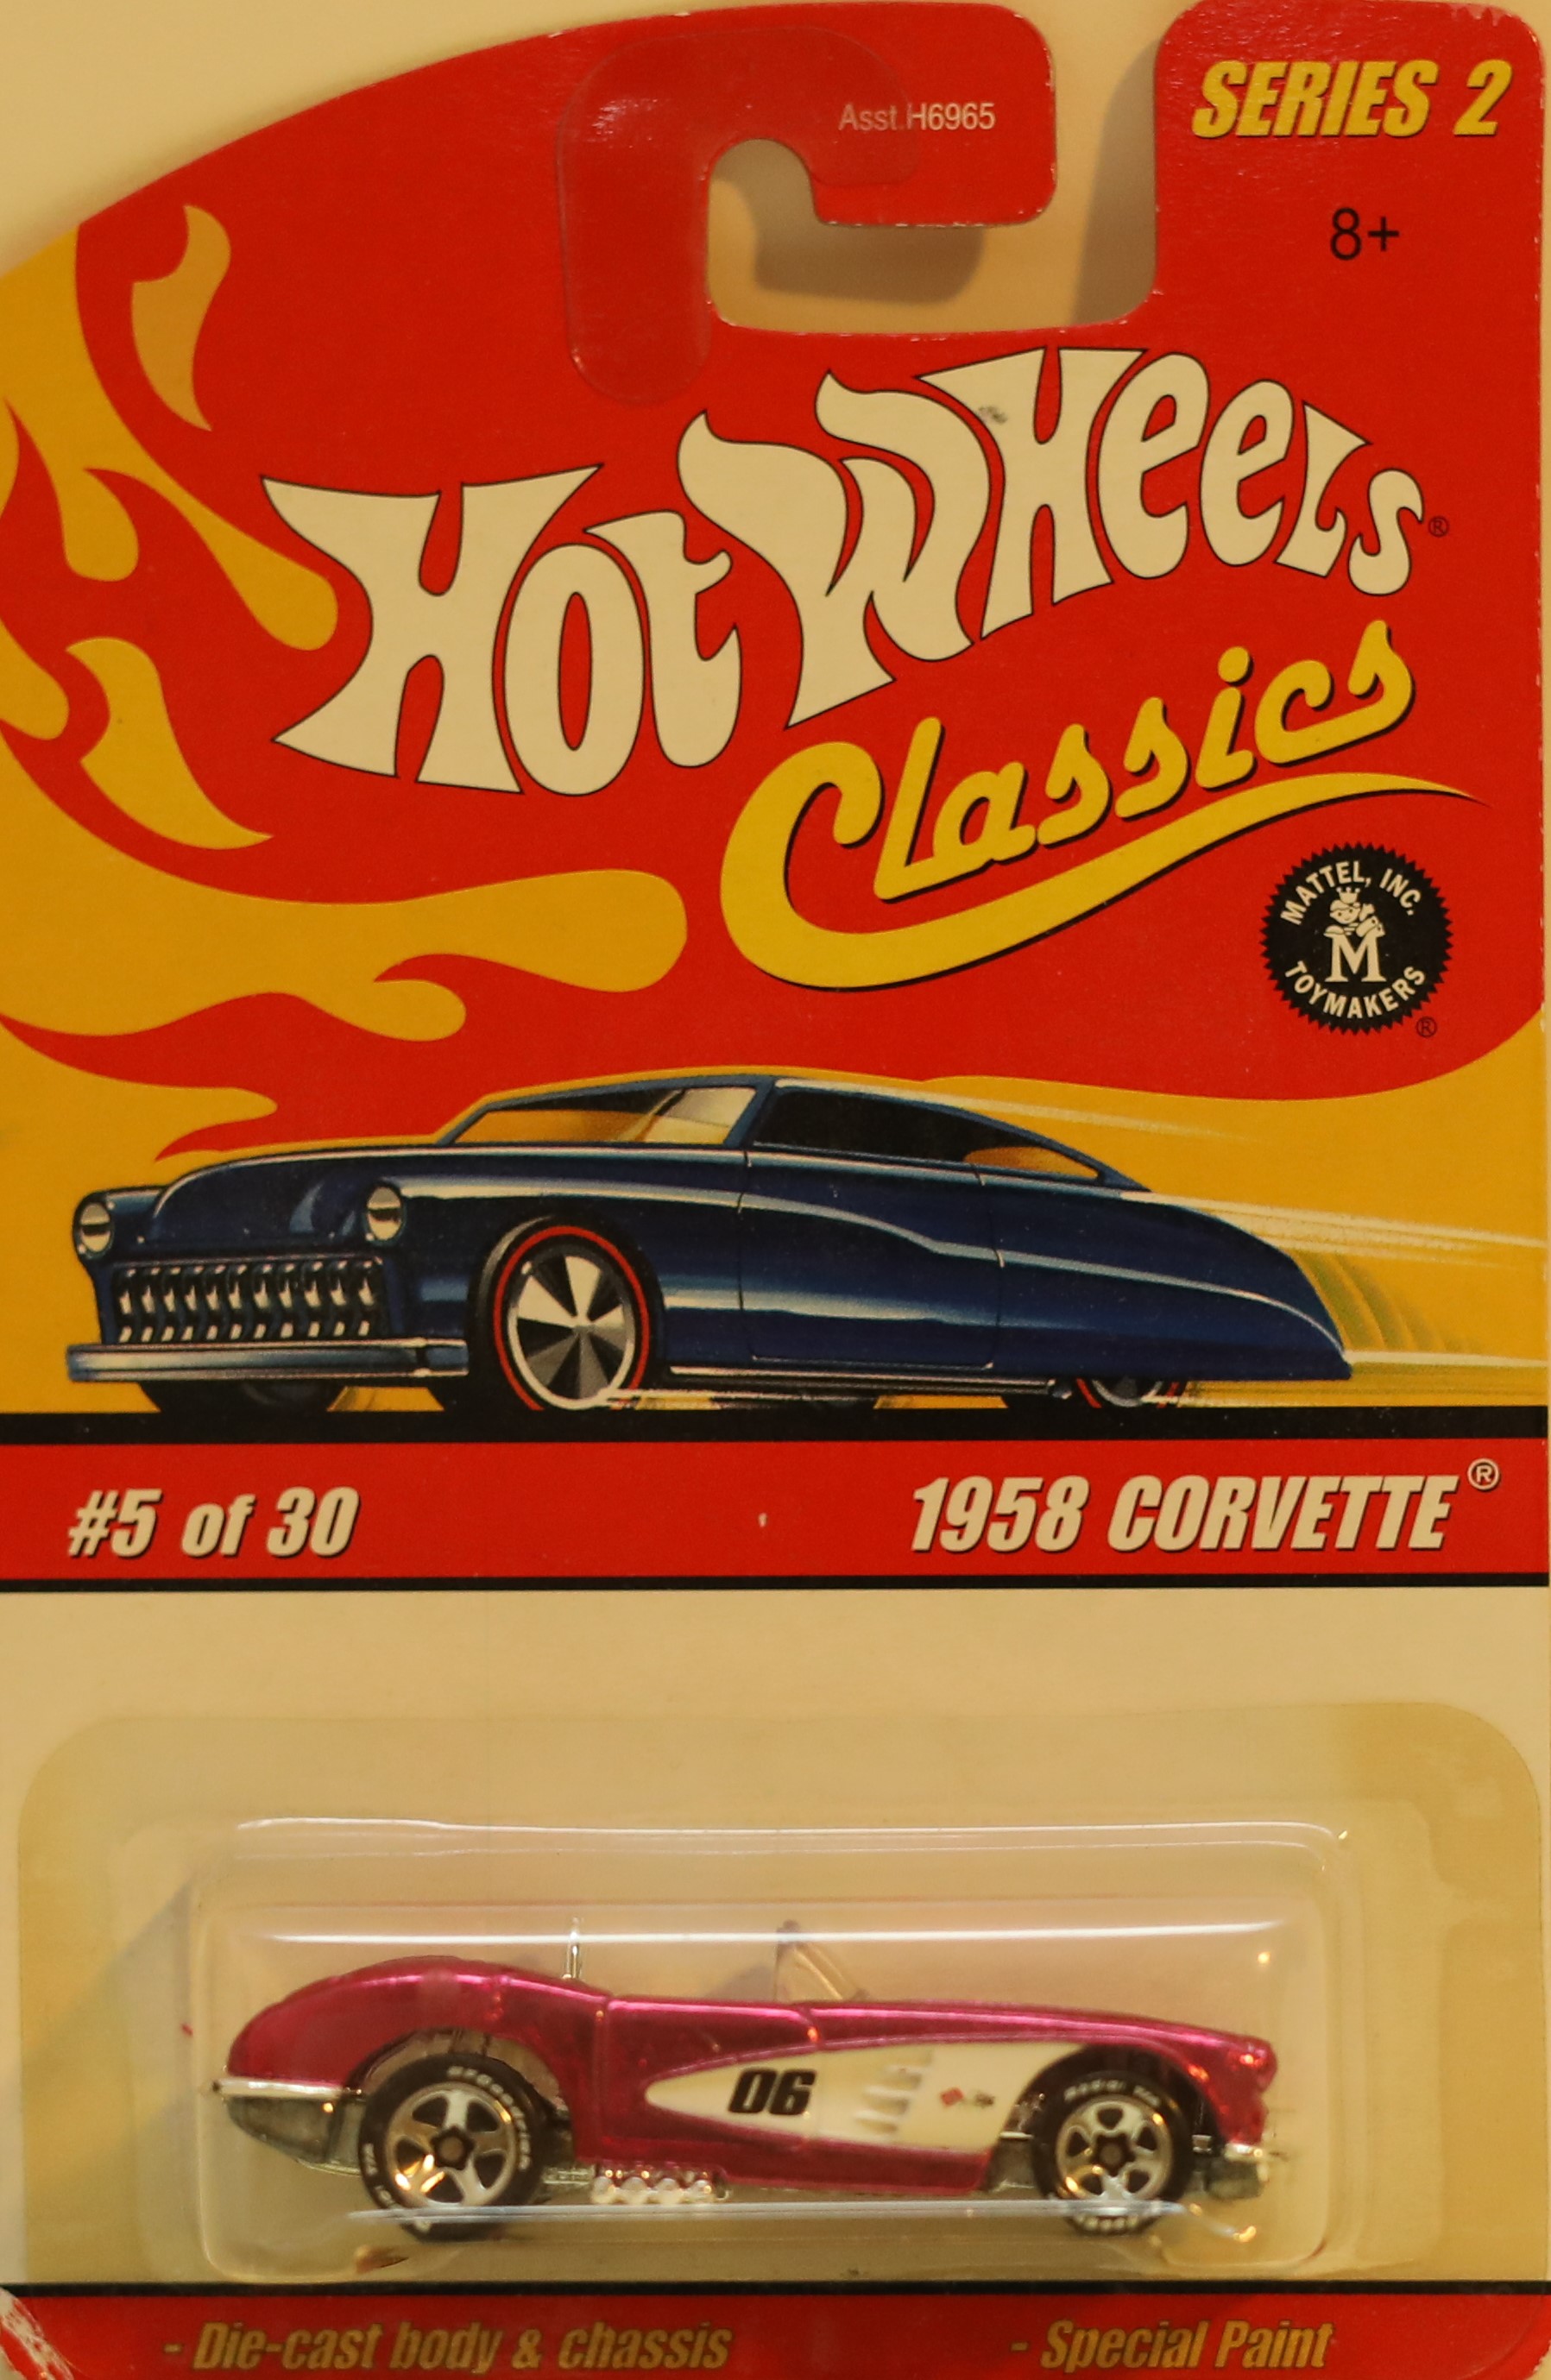 Asst.H6965
SERIES 2
8+
Hot WHeels®
Classics
MATTEL, INC.
M
TOYMAKERS
®
#5 of 30
1958 CORVETTE®
06
- Die-cast body & chassis
- Special Paint